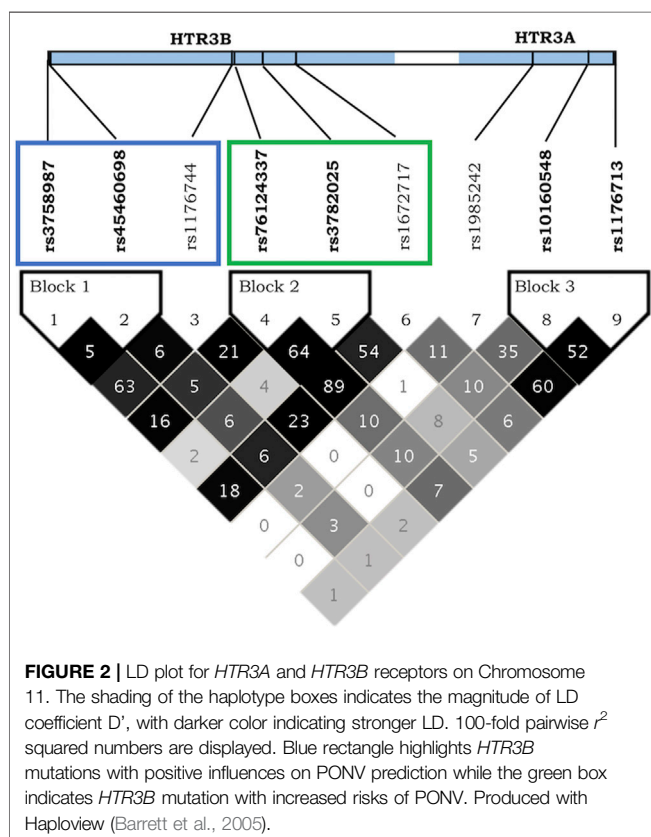 HTR3B HTR3A
rs3758987
rs45460698
rs1176744
rs76124337
rs3782025
rs1672717
rs1985242
rs10160548
rs1176713
Block 1 Block 2 Block 3
1 2 3 4 5 6 7 8 9
5 6 21 64 54 11 35 52
63 5 4 89 1 10 60
16 6 23 10 8 6
2 6 0 10 5
18 2 0 7
0 3 2
0 1
1
FIGURE 2 | LD plot for HTR3A and HTR3B receptors on Chromosome
11. The shading of the haplotype boxes indicates the magnitude of LD
coefficient D', with darker color indicating stronger LD. 100-fold pairwise r²
squared numbers are displayed. Blue rectangle highlights HTR3B
mutations with positive influences on PONV prediction while the green box
indicates HTR3B mutation with increased risks of PONV. Produced with
Haploview (Barrett et al., 2005).